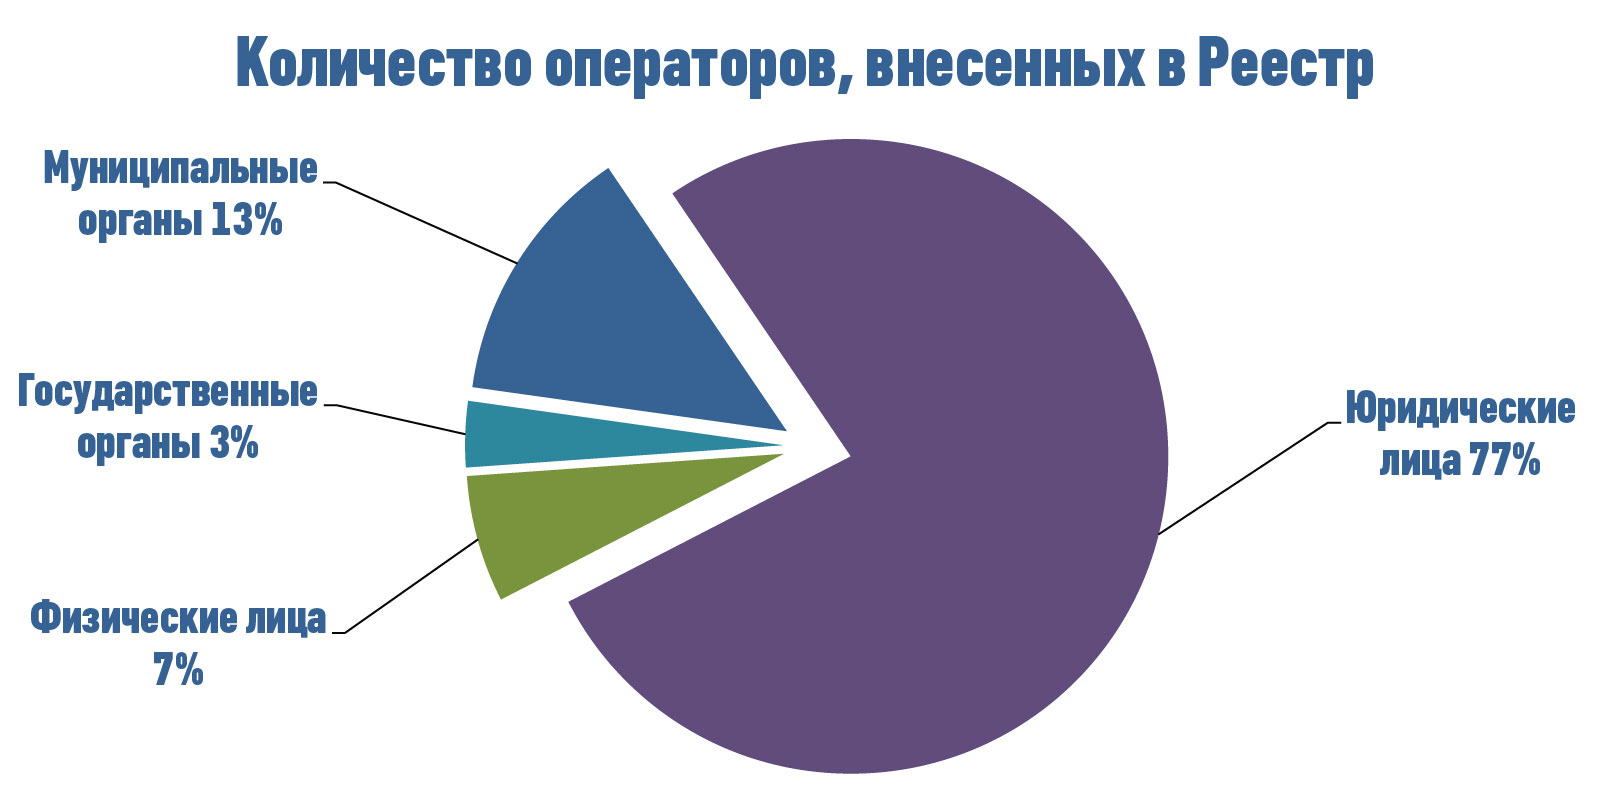 Количество операторов, внесенных в Реестр
Муниципальные
органы 13%
Государственные
органы 3%
Физические лица
7%
Юридические
лица 77%